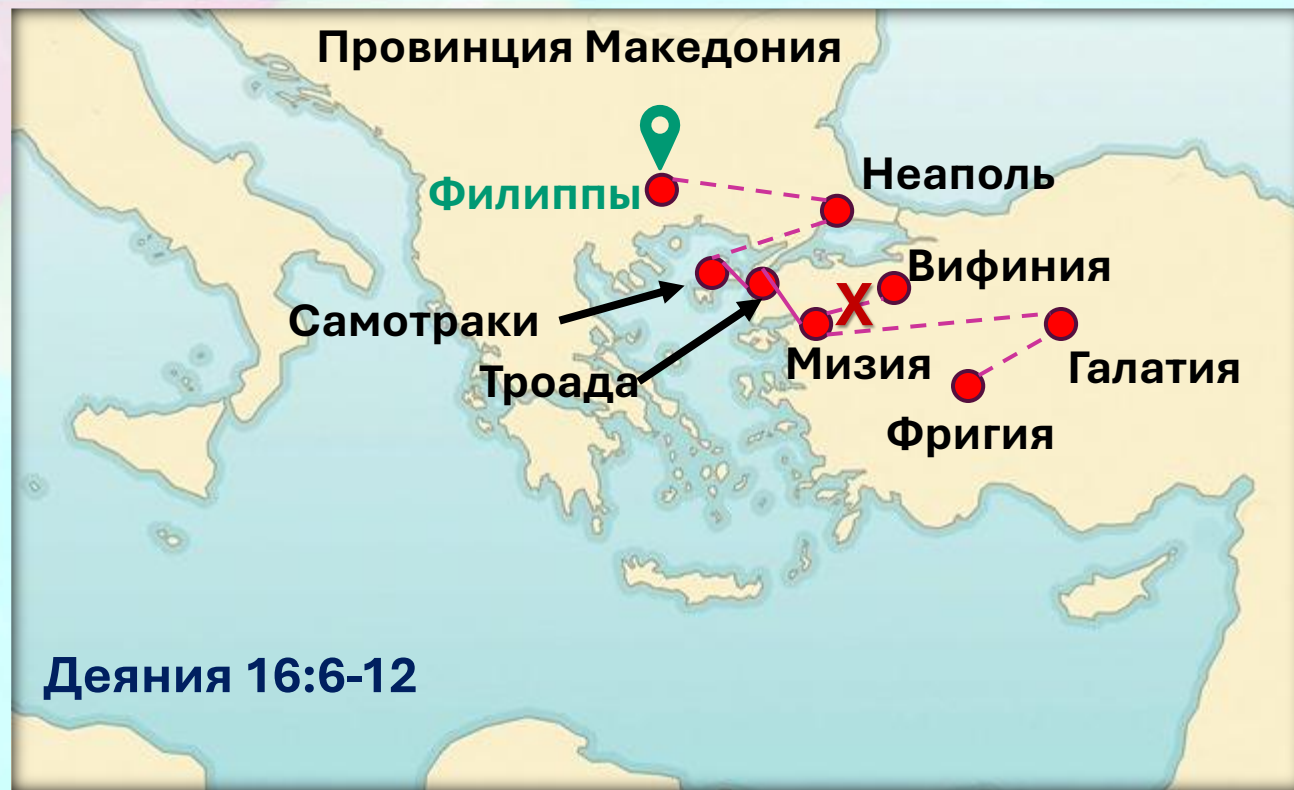 Провинция Македония
Неаполь
Филиппы
Вифиния
Самотраки
Мизия
Галатия
Троада
Фригия
Деяния 16:6-12
X